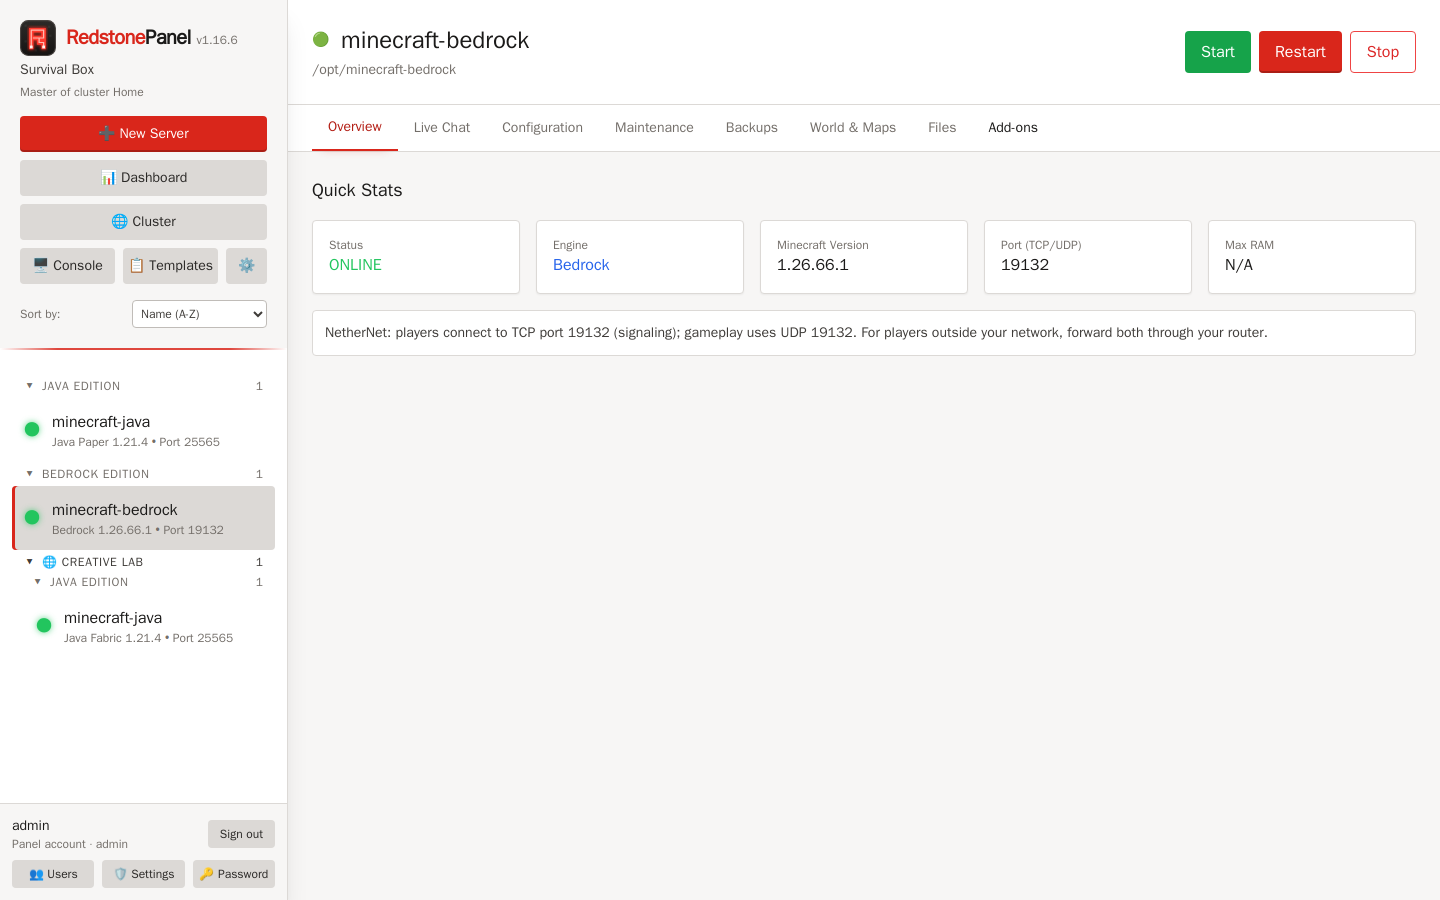 RedstonePanel v1.16.6
Survival Box
Master of cluster Home
➕ New Server
📊 Dashboard
🌐 Cluster
🖥️ Console
📋 Templates
⚙️
Sort by:
Name (A-Z)
▼ JAVA EDITION 1
minecraft-java
Java Paper 1.21.4 • Port 25565
▼ BEDROCK EDITION 1
minecraft-bedrock
Bedrock 1.26.66.1 • Port 19132
▼ 🌐 CREATIVE LAB 1
▼ JAVA EDITION 1
minecraft-java
Java Fabric 1.21.4 • Port 25565
admin
Panel account · admin
Sign out
👥 Users
🛡️ Settings
🔑 Password
minecraft-bedrock
/opt/minecraft-bedrock
Start
Restart
Stop
Overview
Live Chat
Configuration
Maintenance
Backups
World & Maps
Files
Add-ons
Quick Stats
Status
ONLINE
Engine
Bedrock
Minecraft Version
1.26.66.1
Port (TCP/UDP)
19132
Max RAM
N/A
NetherNet: players connect to TCP port 19132 (signaling); gameplay uses UDP 19132. For players outside your network, forward both through your router.